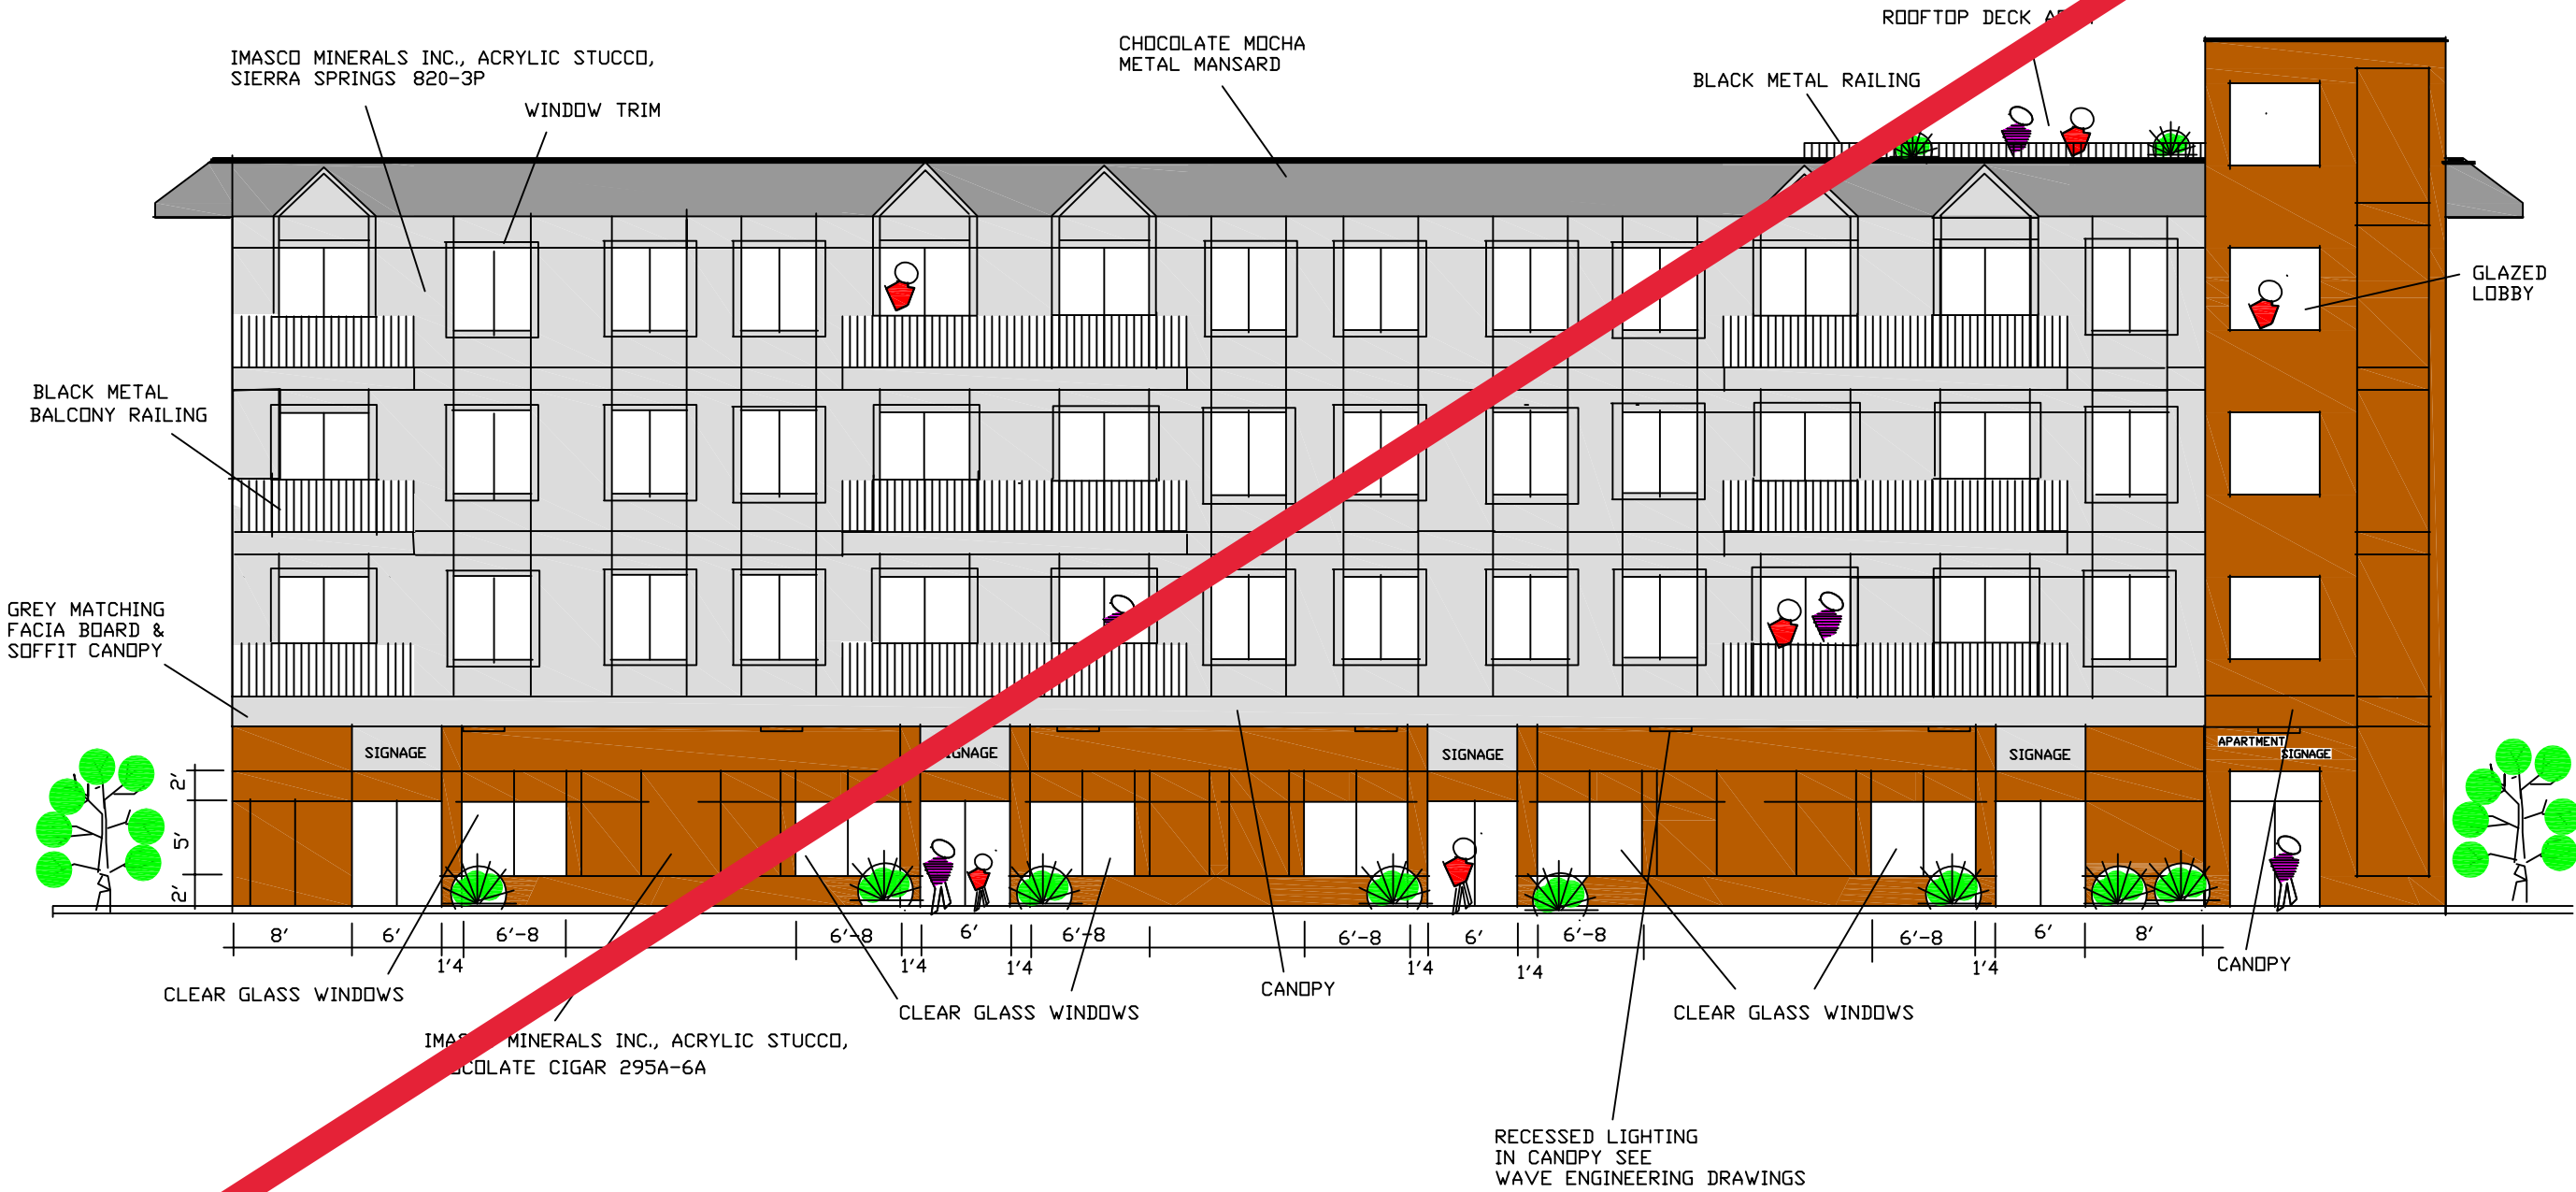 ROOFTOP DECK
IMASCO MINERALS INC., ACRYLIC STUCCO,
SIERRA SPRINGS 820-3P
WINDOW TRIM
CHOCOLATE MOCHA
METAL MANSARD
BLACK METAL RAILING
GLAZED
LOBBY
BLACK METAL
BALCONY RAILING
GREY MATCHING
FACIA BOARD &
SOFFIT CANOPY
SIGNAGE
SIGNAGE
SIGNAGE
APARTMENT
SIGNAGE
2'
5'
2'
8'
6'
6'-8
6'-8
6'
6'-8
6'-8
6'
6'-8
6'-8
6'
8'
1'4
1'4
1'4
1'4
1'4
1'4
CANOPY
CLEAR GLASS WINDOWS
CANOPY
CLEAR GLASS WINDOWS
CLEAR GLASS WINDOWS
MINERALS INC., ACRYLIC STUCCO,
CIGAR 295A-6A
RECESSED LIGHTING
IN CANOPY SEE
WAVE ENGINEERING DRAWINGS